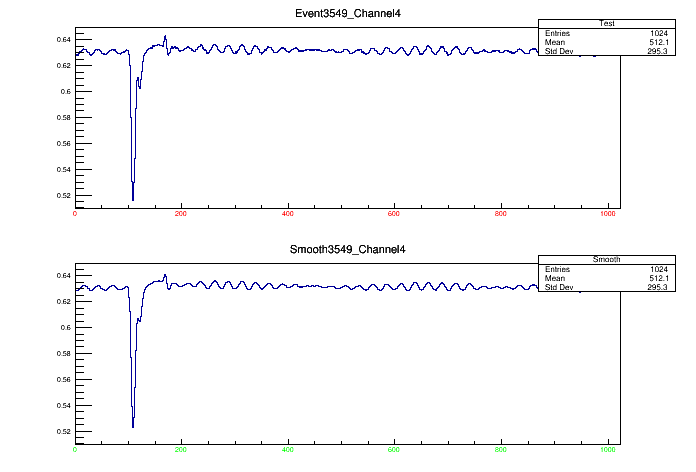 Event3549_Channel4
Test
Entries 1024
Mean 512.1
Std Dev 295.3
0.64
0.62
0.6
0.58
0.56
0.54
0.52
0 200 400 600 800 1000
Smooth3549_Channel4
Smooth
Entries 1024
Mean 512.1
Std Dev 295.3
0.64
0.62
0.6
0.58
0.56
0.54
0.52
0 200 400 600 800 1000